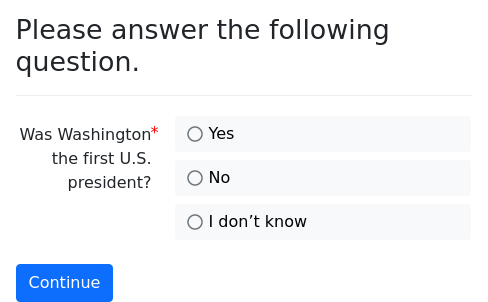 Please answer the following
question.
Was Washington*
the first U.S.
president?
Yes
No
I don’t know
Continue